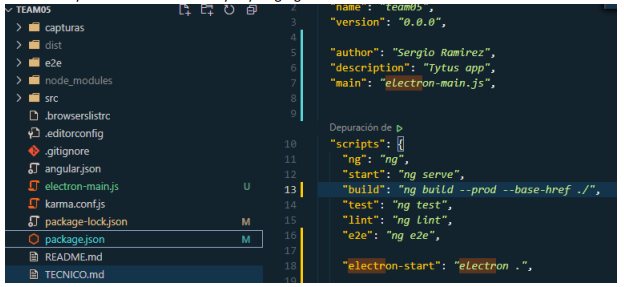 TEAM05
capturas
dist
e2e
node_modules
src
.browserslistrc
.editorconfig
.gitignore
angular.json
electron-main.js U
karma.conf.js
package-lock.json M
package.json M
README.md
TECNICO.md
2 "name": "team05",
3 "version": "0.0.0",
4
5 "author": "Sergio Ramirez",
6 "description": "Tytus app",
7 "main": "electron-main.js",
8
9
Depuración de
10 "scripts": {
11 "ng": "ng",
12 "start": "ng serve",
13 "build": "ng build --prod --base-href ./",
14 "test": "ng test",
15 "lint": "ng lint",
16 "e2e": "ng e2e",
17
18 "electron-start": "electron .",
19